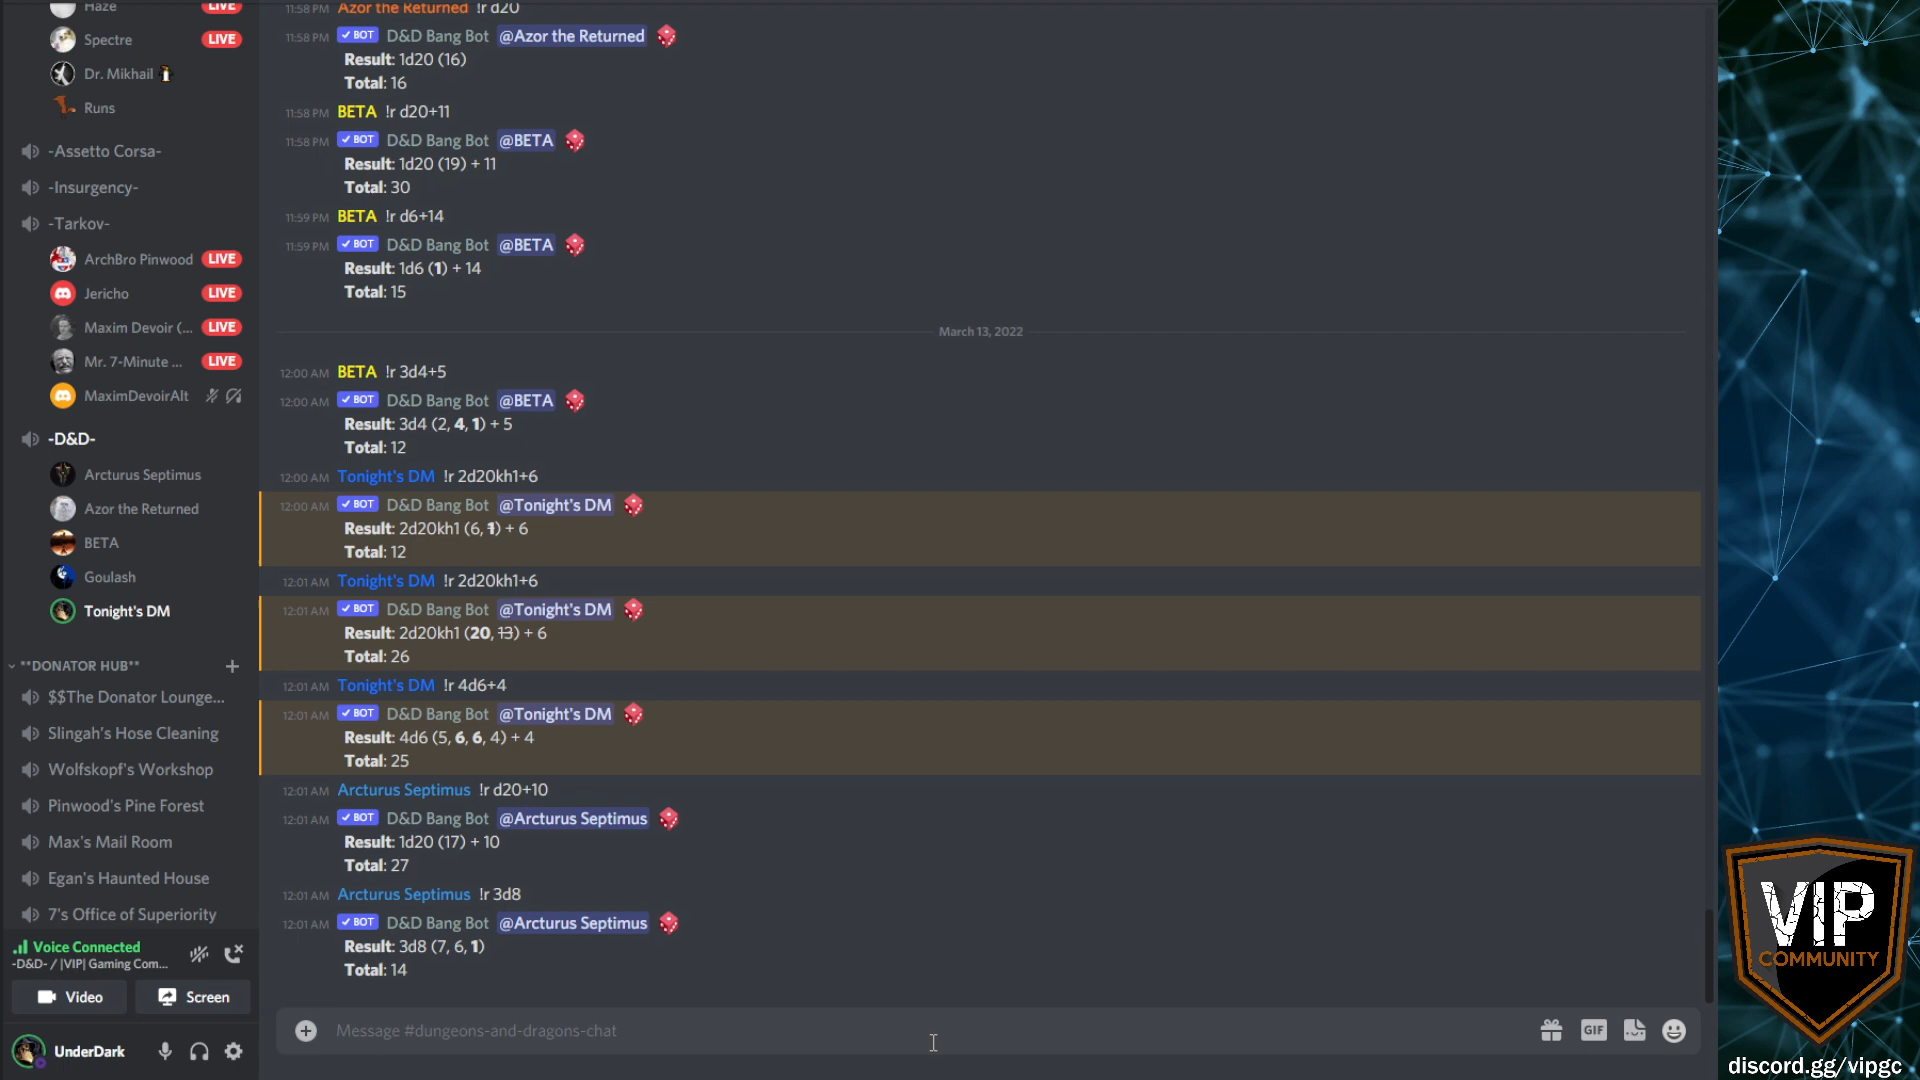 Haze LIVE
Spectre LIVE
Dr. Mikhail
Runs
-Assetto Corsa-
-Insurgency-
-Tarkov-
ArchBro Pinwood LIVE
Jericho LIVE
Maxim Devoir (... LIVE
Mr. 7-Minute ... LIVE
MaximDevoirAlt
-D&D-
Arcturus Septimus
Azor the Returned
BETA
Goulash
Tonight's DM
**DONATOR HUB**
$$The Donator Lounge...
Slingah's Hose Cleaning
Wolfskopf's Workshop
Pinwood's Pine Forest
Max's Mail Room
Egan's Haunted House
7's Office of Superiority
Voice Connected
-D&D- / |VIP| Gaming Com...
Video Screen
UnderDark
11:58 PM Azor the Returned !r d20
11:58 PM BOT D&D Bang Bot @Azor the Returned
Result: 1d20 (16)
Total: 16
11:58 PM BETA !r d20+11
11:58 PM BOT D&D Bang Bot @BETA
Result: 1d20 (19) + 11
Total: 30
11:59 PM BETA !r d6+14
11:59 PM BOT D&D Bang Bot @BETA
Result: 1d6 (1) + 14
Total: 15
March 13, 2022
12:00 AM BETA !r 3d4+5
12:00 AM BOT D&D Bang Bot @BETA
Result: 3d4 (2, 4, 1) + 5
Total: 12
12:00 AM Tonight's DM !r 2d20kh1+6
12:00 AM BOT D&D Bang Bot @Tonight's DM
Result: 2d20kh1 (6, 1) + 6
Total: 12
12:01 AM Tonight's DM !r 2d20kh1+6
12:01 AM BOT D&D Bang Bot @Tonight's DM
Result: 2d20kh1 (20, 13) + 6
Total: 26
12:01 AM Tonight's DM !r 4d6+4
12:01 AM BOT D&D Bang Bot @Tonight's DM
Result: 4d6 (5, 6, 6, 4) + 4
Total: 25
12:01 AM Arcturus Septimus !r d20+10
12:01 AM BOT D&D Bang Bot @Arcturus Septimus
Result: 1d20 (17) + 10
Total: 27
12:01 AM Arcturus Septimus !r 3d8
12:01 AM BOT D&D Bang Bot @Arcturus Septimus
Result: 3d8 (7, 6, 1)
Total: 14
Message #dungeons-and-dragons-chat
GIF
VIP
COMMUNITY
discord.gg/vipgc